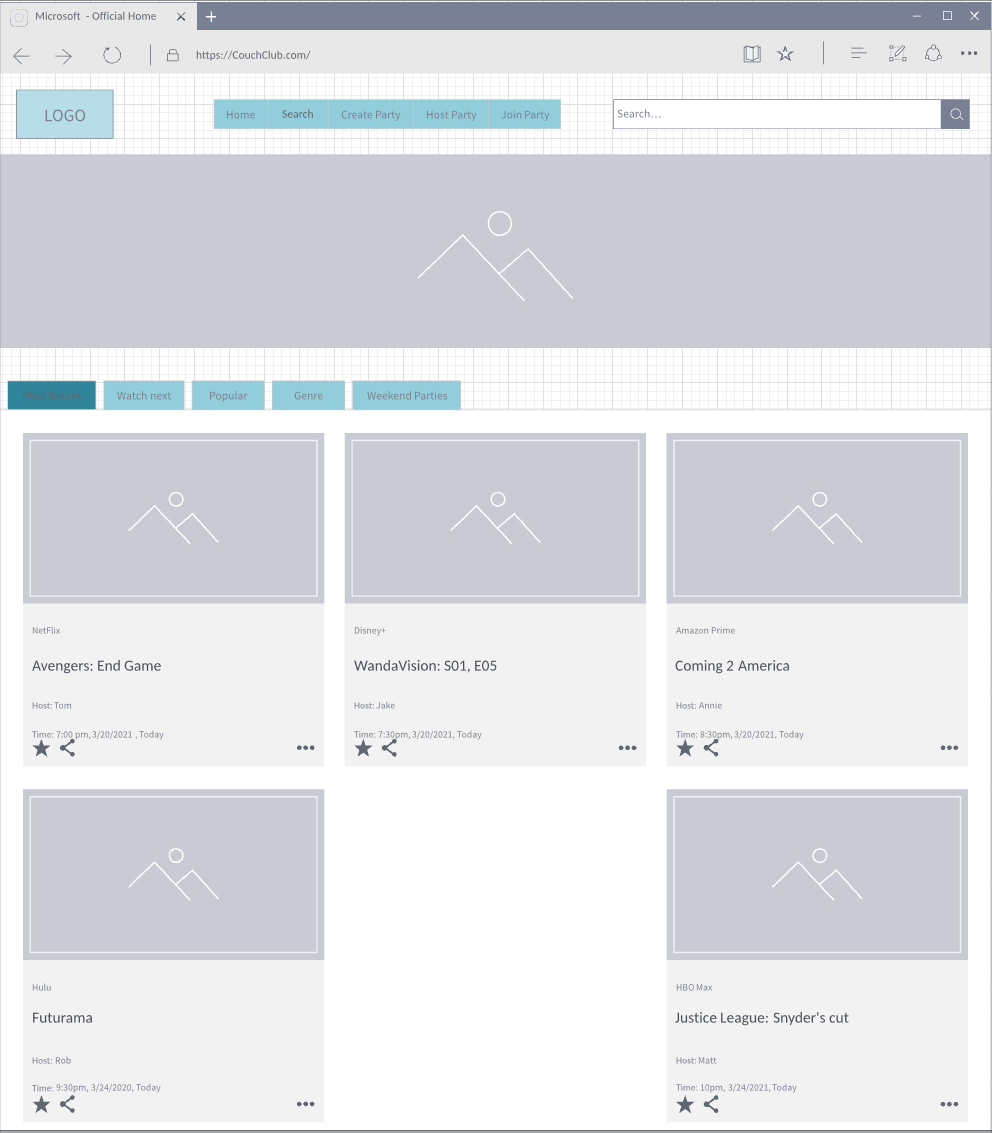 Microsoft - Official Home
https://CouchClub.com/
LOGO
Home Search Create Party Host Party Join Party
Search...
Most Recent Watch next Popular Genre Weekend Parties
NetFlix
Avengers: End Game
Host: Tom
Time: 7:00 pm, 3/20/2021 , Today
Disney+
WandaVision: S01, E05
Host: Jake
Time: 7:30pm, 3/20/2021, Today
Amazon Prime
Coming 2 America
Host: Annie
Time: 8:30pm, 3/20/2021, Today
Hulu
Futurama
Host: Rob
Time: 9:30pm, 3/24/2020, Today
HBO Max
Justice League: Snyder's cut
Host: Matt
Time: 10pm, 3/24/2021, Today